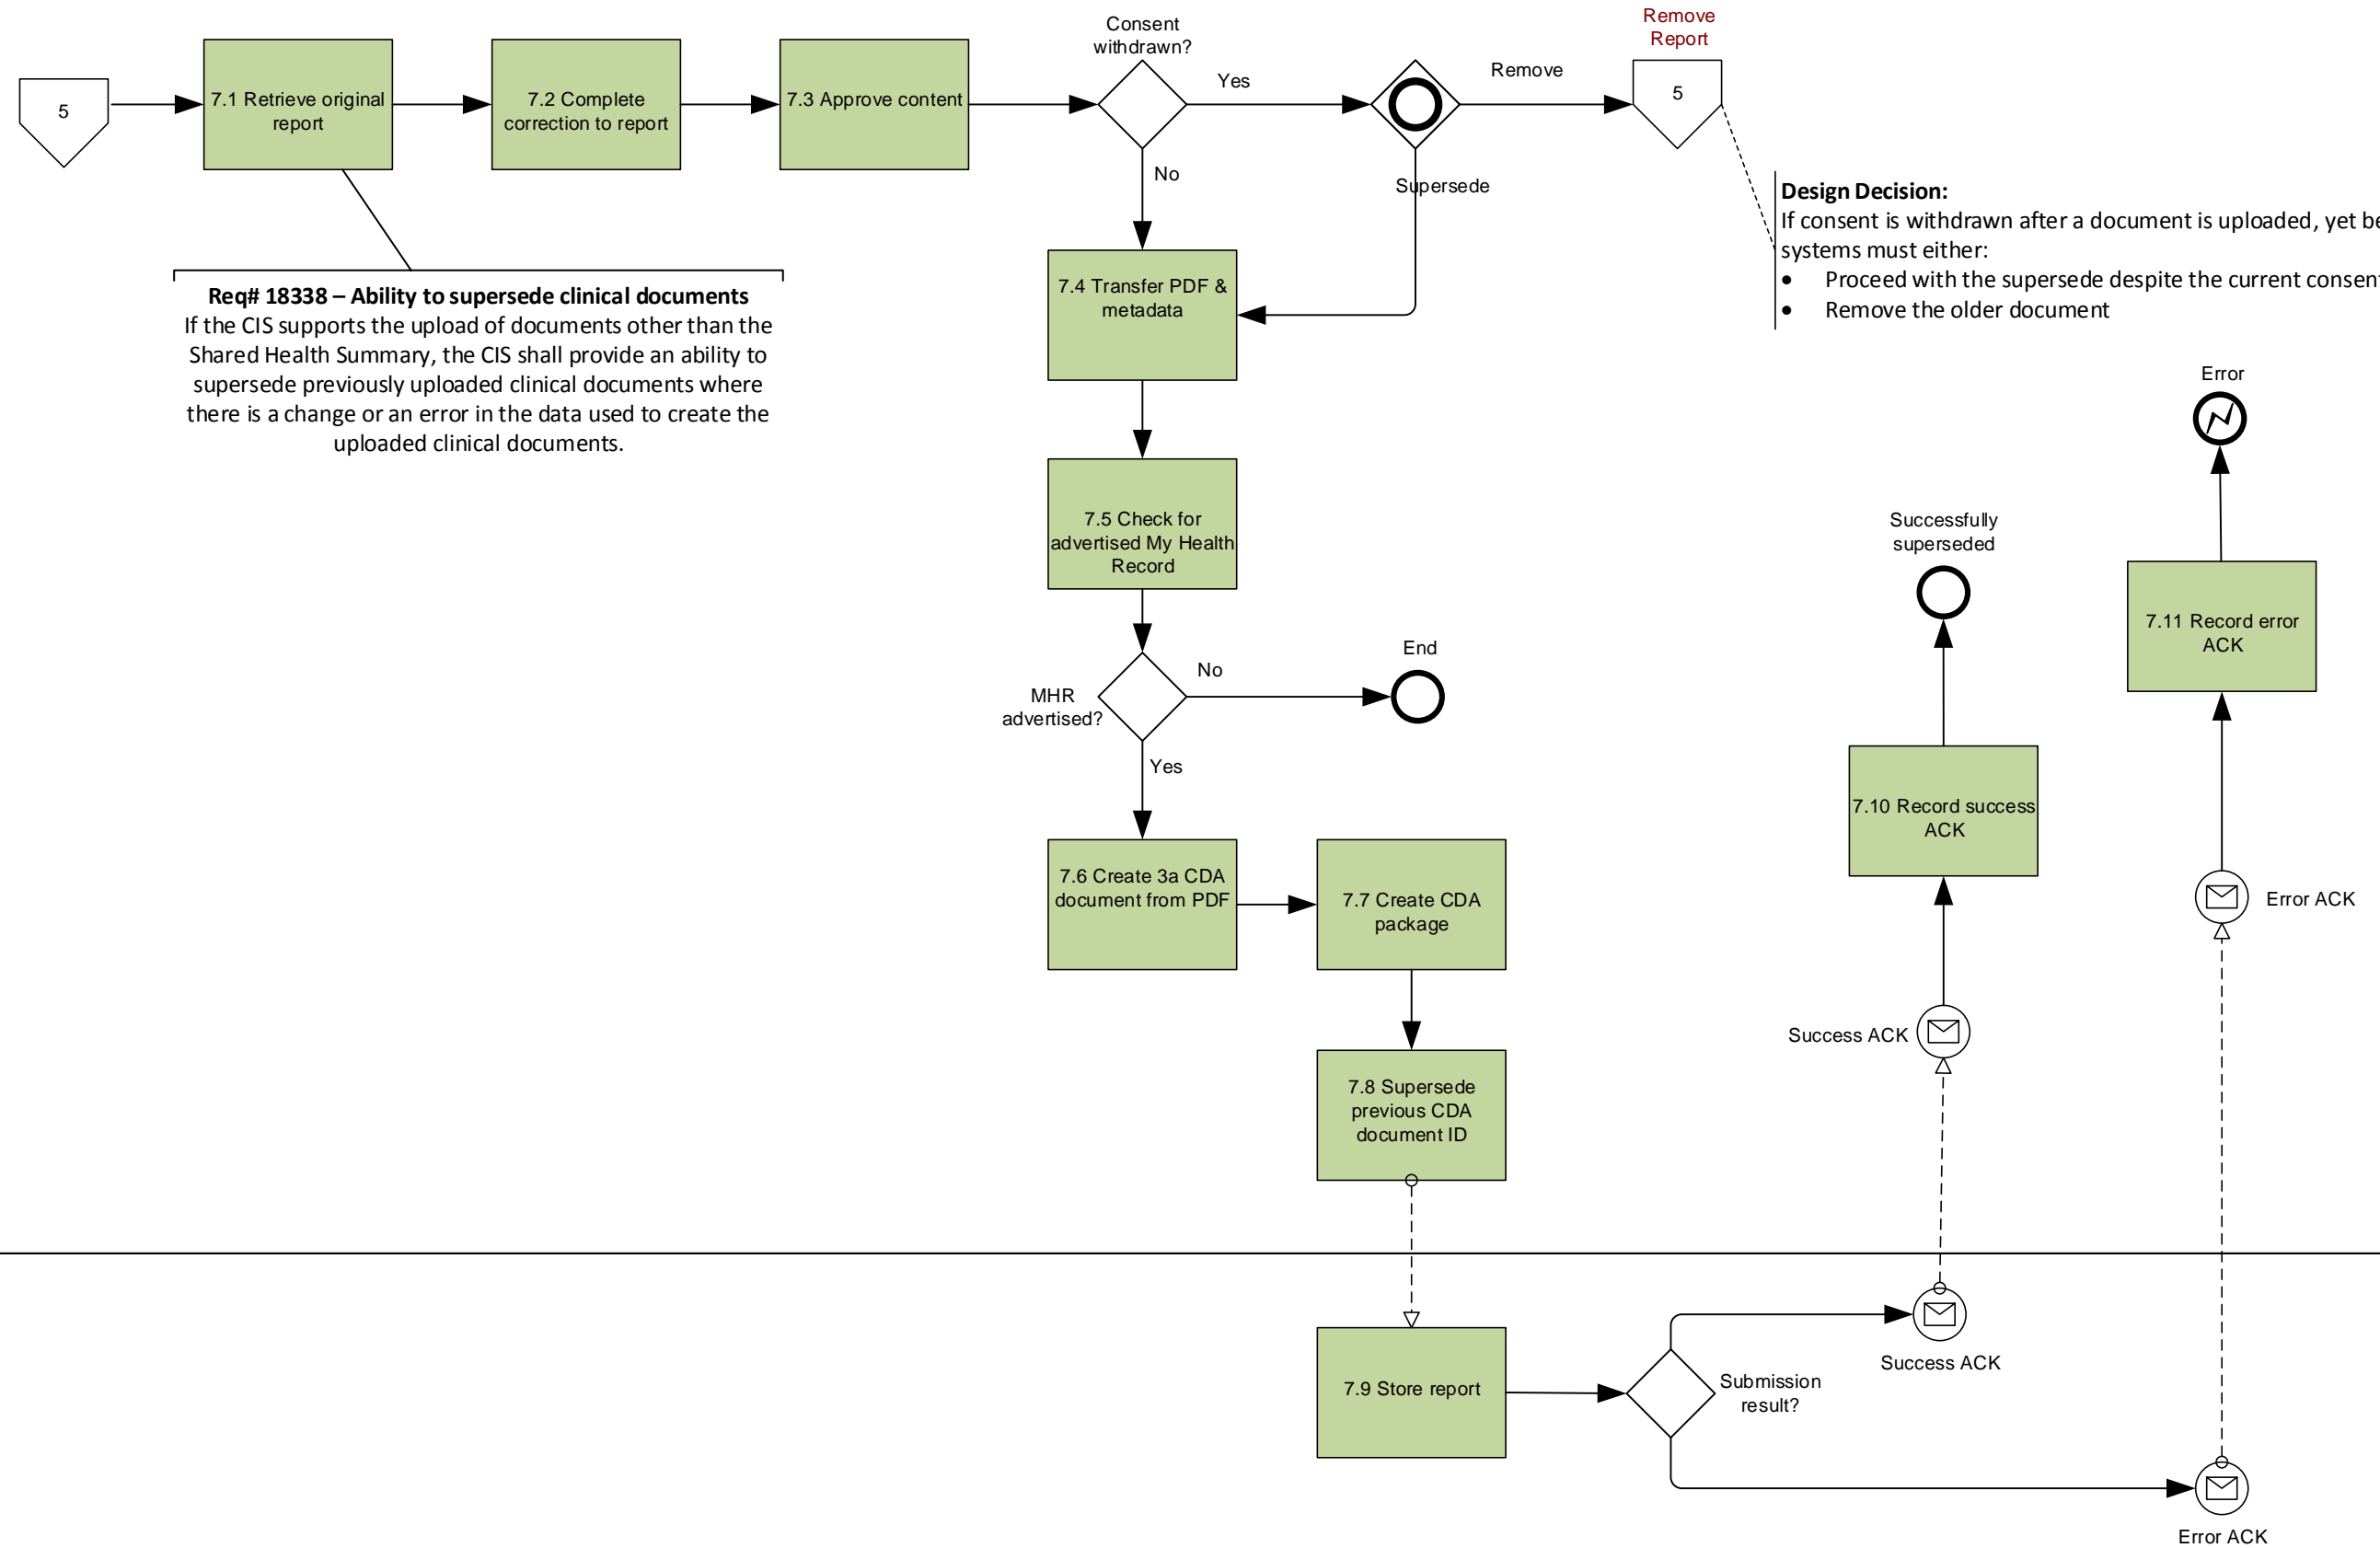 Consent
withdrawn?
Remove
Report
5
7.1 Retrieve original
report
7.2 Complete
correction to report
7.3 Approve content
Yes
Remove
5
No
Supersede
Design Decision:
If consent is withdrawn after a document is uploaded, yet
systems must either:
• Proceed with the supersede despite the current consent
• Remove the older document
Req# 18338 – Ability to supersede clinical documents
If the CIS supports the upload of documents other than the
Shared Health Summary, the CIS shall provide an ability to
supersede previously uploaded clinical documents where
there is a change or an error in the data used to create the
uploaded clinical documents.
7.4 Transfer PDF &
metadata
Error
7.5 Check for
advertised My Health
Record
Successfully
superseded
7.11 Record error
ACK
MHR
advertised?
No
End
Yes
7.10 Record success
ACK
7.6 Create 3a CDA
document from PDF
7.7 Create CDA
package
Error ACK
Success ACK
7.8 Supersede
previous CDA
document ID
7.9 Store report
Submission
result?
Success ACK
Error ACK